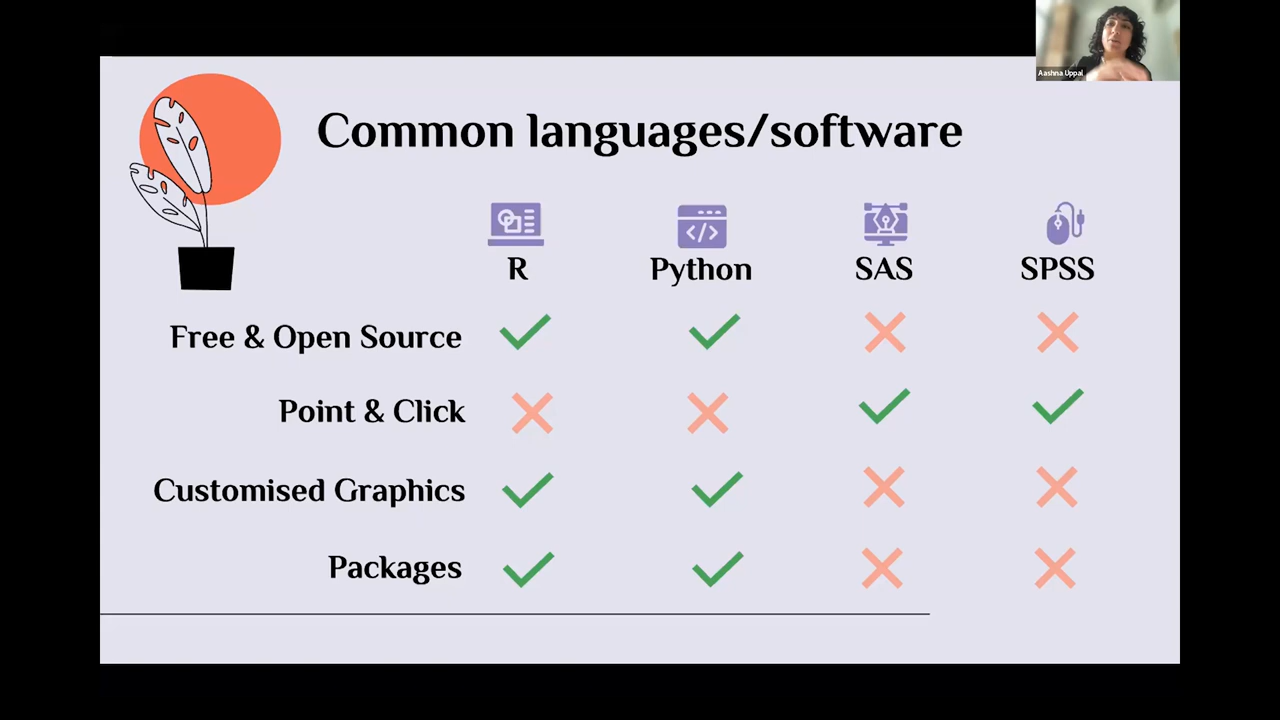 Aashna Uppal
Common languages/software
R Python SAS SPSS
Free & Open Source
Point & Click
Customised Graphics
Packages